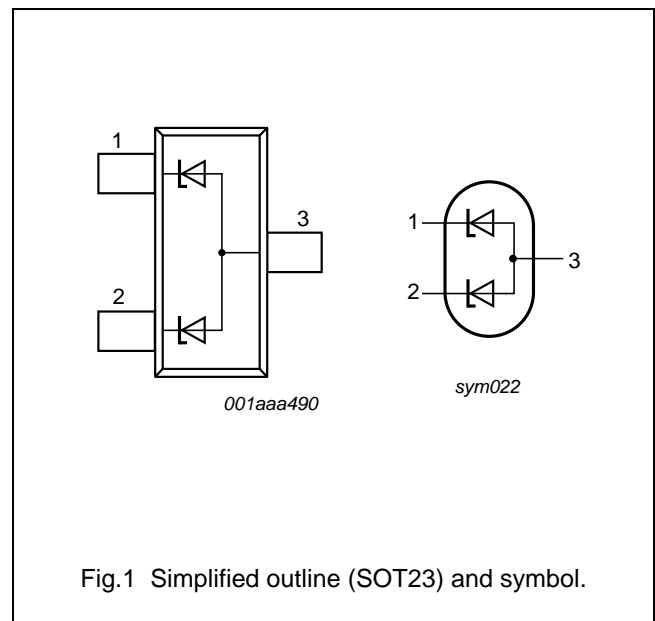 1
3
2
001aaa490
1
3
2
sym022
Fig.1 Simplified outline (SOT23) and symbol.